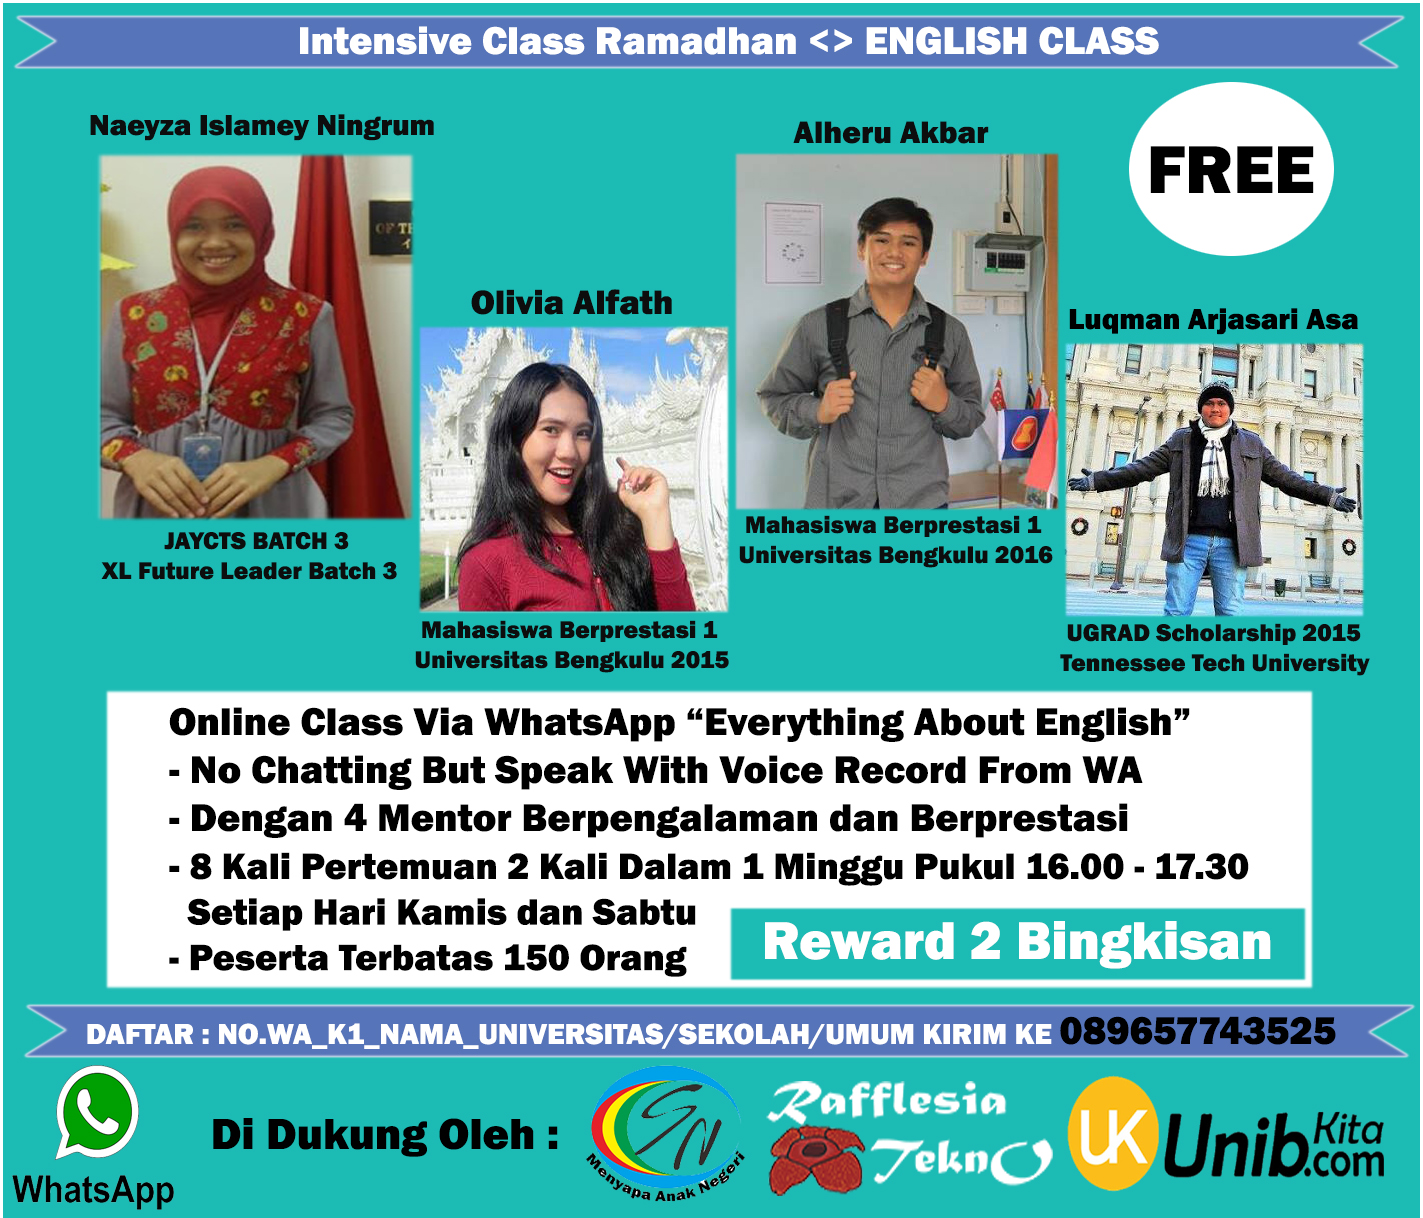 Intensive Class Ramadhan <> ENGLISH CLASS
Naeyza Islamey Ningrum
Alheru Akbar
FREE
Olivia Alfath
Luqman Arjasari Asa
JAYCTS BATCH 3
XL Future Leader Batch 3
Mahasiswa Berprestasi 1
Universitas Bengkulu 2016
Mahasiswa Berprestasi 1
Universitas Bengkulu 2015
UGRAD Scholarship 2015
Tennessee Tech University
Online Class Via WhatsApp “Everything About English”
- No Chatting But Speak With Voice Record From WA
- Dengan 4 Mentor Berpengalaman dan Berprestasi
- 8 Kali Pertemuan 2 Kali Dalam 1 Minggu Pukul 16.00 - 17.30
Setiap Hari Kamis dan Sabtu
- Peserta Terbatas 150 Orang
Reward 2 Bingkisan
DAFTAR : NO.WA_K1_NAMA_UNIVERSITAS/SEKOLAH/UMUM KIRIM KE 089657743525
WhatsApp
Di Dukung Oleh :
SN
Menyapa Anak Negeri
Rafflesia
TeknO
UK
UnibKita.com